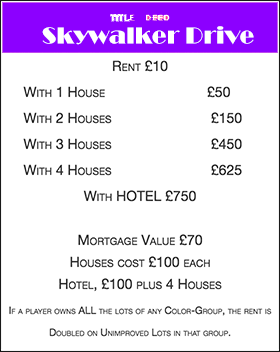 TITLE DEED
Skywalker Drive
RENT £10
WITH 1 HOUSE £50
WITH 2 HOUSES £150
WITH 3 HOUSES £450
WITH 4 HOUSES £625
WITH HOTEL £750
MORTGAGE VALUE £70
HOUSES COST £100 EACH
HOTEL, £100 PLUS 4 HOUSES
IF A PLAYER OWNS ALL THE LOTS OF ANY COLOR-GROUP, THE RENT IS
DOUBLED ON UNIMPROVED LOTS IN THAT GROUP.